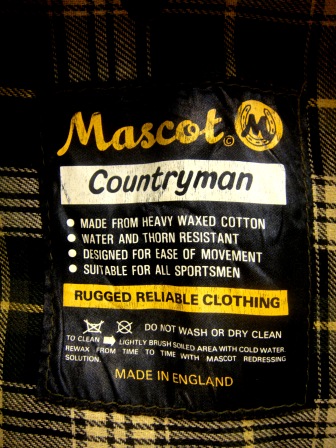 Mascot © M
Countryman
• MADE FROM HEAVY WAXED COTTON
• WATER AND THORN RESISTANT
• DESIGNED FOR EASE OF MOVEMENT
• SUITABLE FOR ALL SPORTSMEN
RUGGED RELIABLE CLOTHING
DO NOT WASH OR DRY CLEAN
TO CLEAN LIGHTLY BRUSH SOILED AREA WITH COLD WATER
REWAX FROM TIME TO TIME WITH MASCOT REDRESSING
SOLUTION
MADE IN ENGLAND